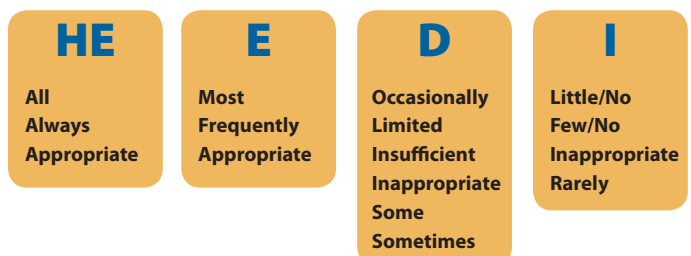 HE
All
Always
Appropriate
E
Most
Frequently
Appropriate
D
Occasionally
Limited
Insufficient
Inappropriate
Some
Sometimes
I
Little/No
Few/No
Inappropriate
Rarely